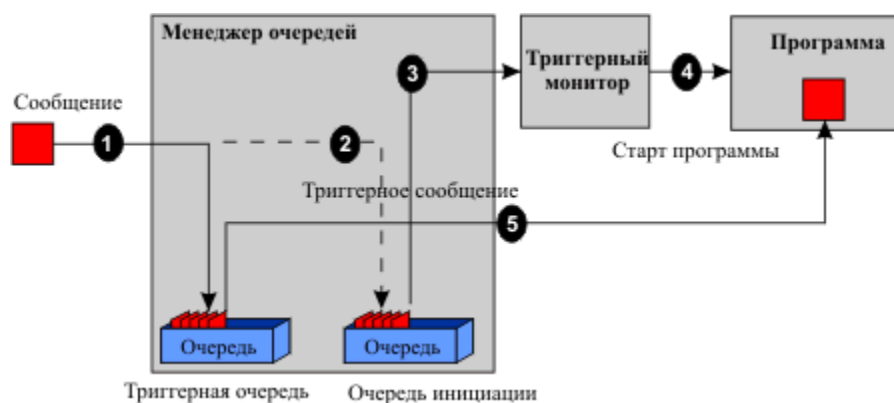 Менеджер очередей
Сообщение
1
2
3
Триггерный
монитор
4
Программа
Старт программы
Триггерное сообщение
5
Очередь
Очередь
Триггерная очередь
Очередь инициации